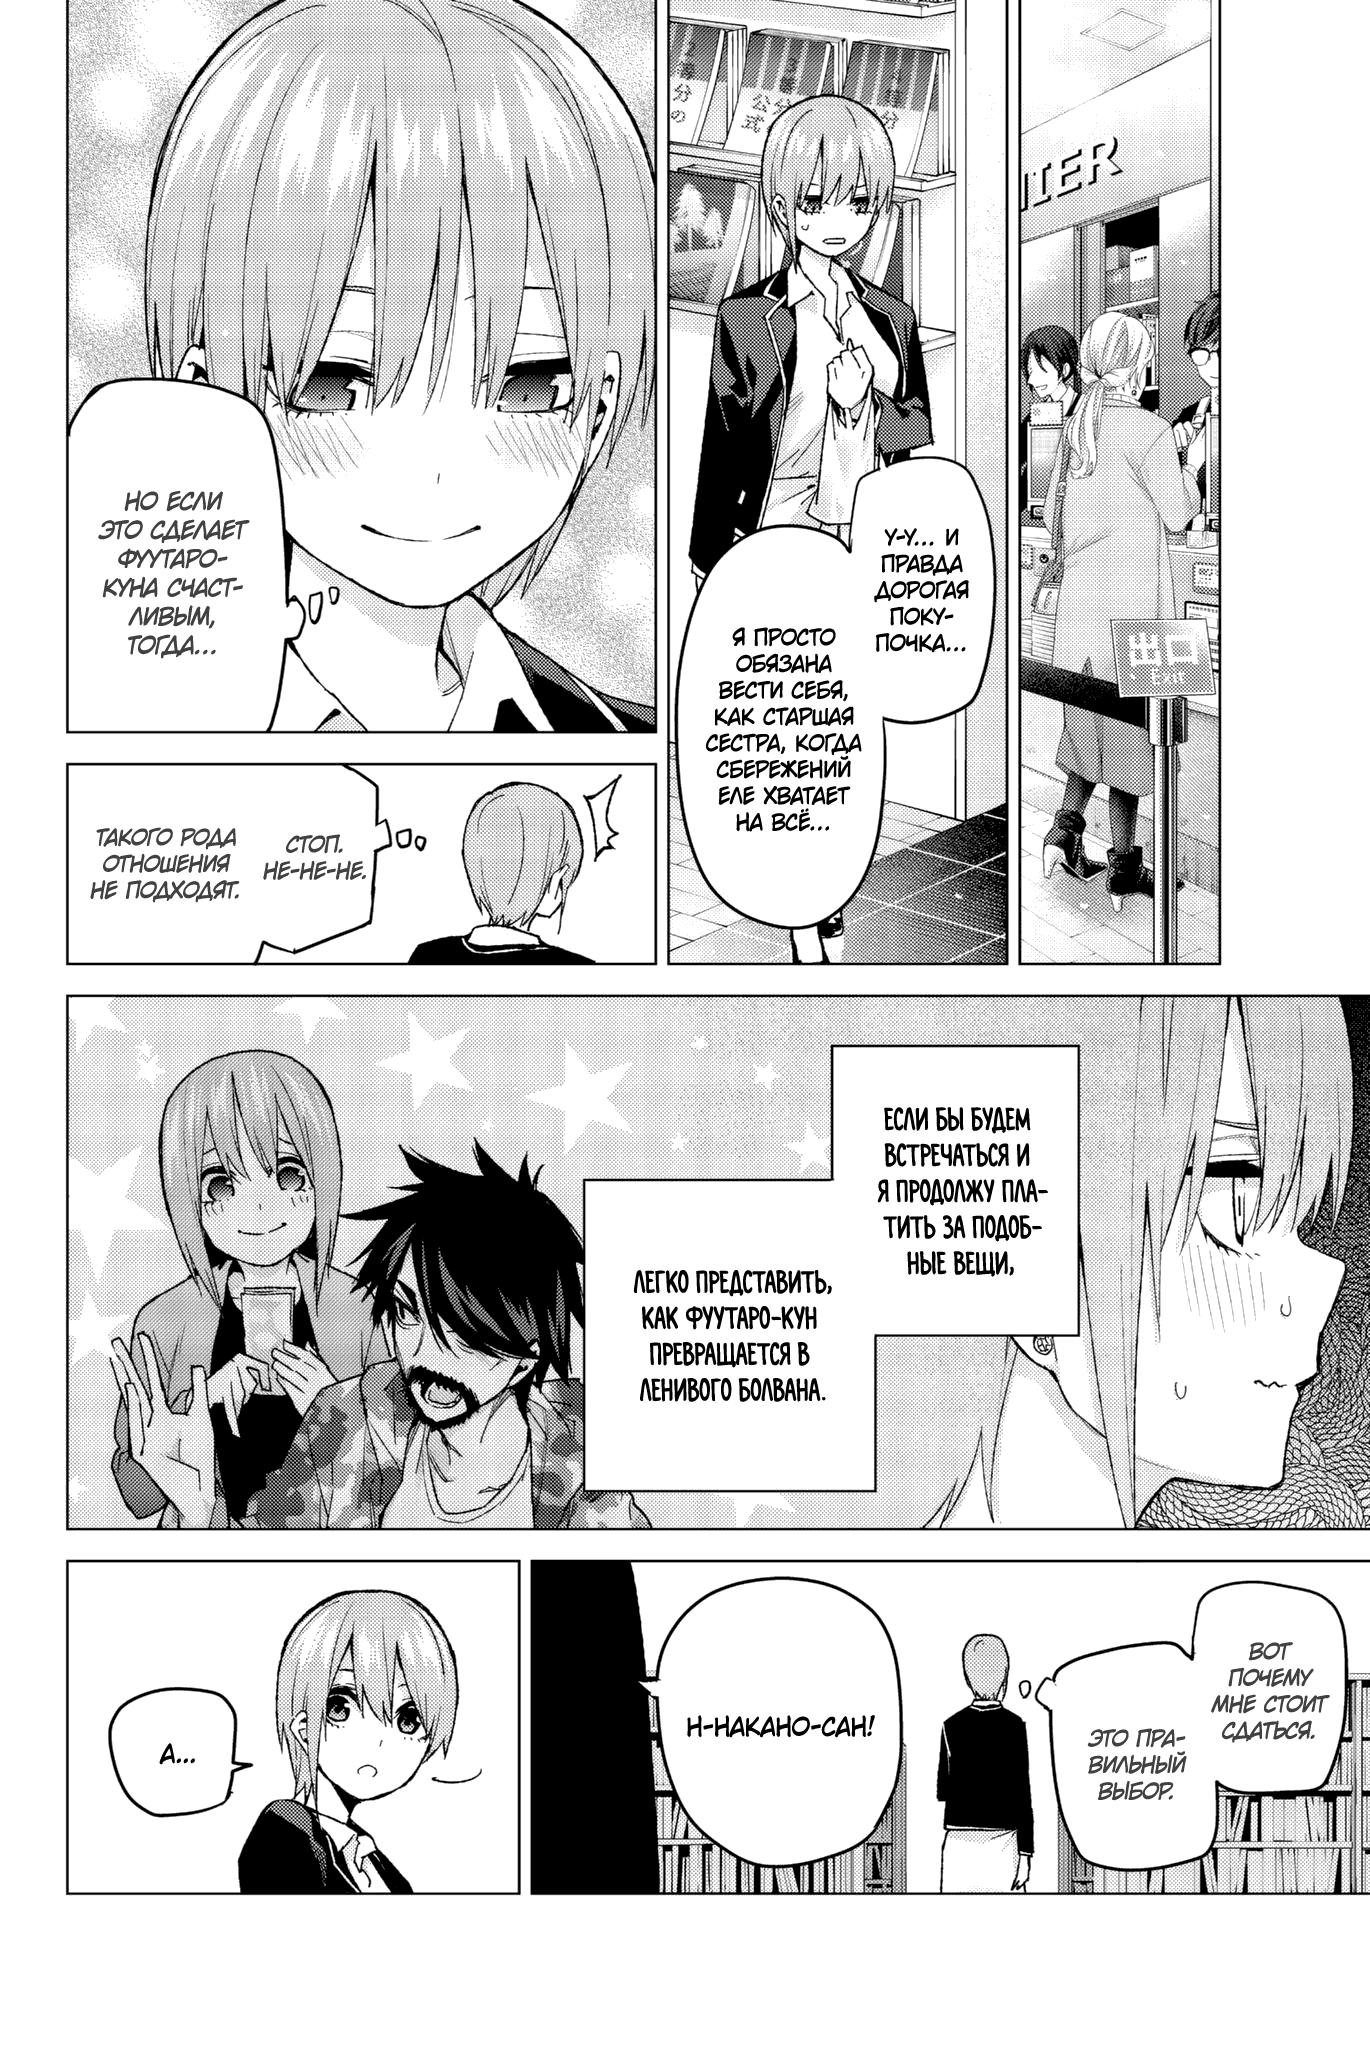 NIER
出口
EXIT
У-У... И
ПРАВДА
ДОРОГАЯ
ПОКУ-
ПОЧКА...
Я ПРОСТО
ОБЯЗАНА
ВЕСТИ СЕБЯ,
КАК СТАРШАЯ
СЕСТРА, КОГДА
СБЕРЕЖЕНИЙ
ЕЛЕ ХВАТАЕТ
НА ВСЁ...
НО ЕСЛИ
ЭТО СДЕЛАЕТ
ФУУТАРО-
КУНА СЧАСТ-
ЛИВЫМ,
ТОГДА...
СТОП.
НЕ-НЕ-НЕ.
ТАКОГО РОДА
ОТНОШЕНИЯ
НЕ ПОДХОДЯТ.
ЕСЛИ БЫ БУДЕМ
ВСТРЕЧАТЬСЯ И
Я ПРОДОЛЖУ ПЛА-
ТИТЬ ЗА ПОДОБ-
НЫЕ ВЕЩИ,
ЛЕГКО ПРЕДСТАВИТЬ,
КАК ФУУТАРО-КУН
ПРЕВРАЩАЕТСЯ В
ЛЕНИВОГО БОЛВАНА.
ВОТ
ПОЧЕМУ
МНЕ СТОИТ
СДАТЬСЯ.
ЭТО ПРА-
ВИЛЬНЫЙ
ВЫБОР.
Н-НАКАНО-САН!
А...